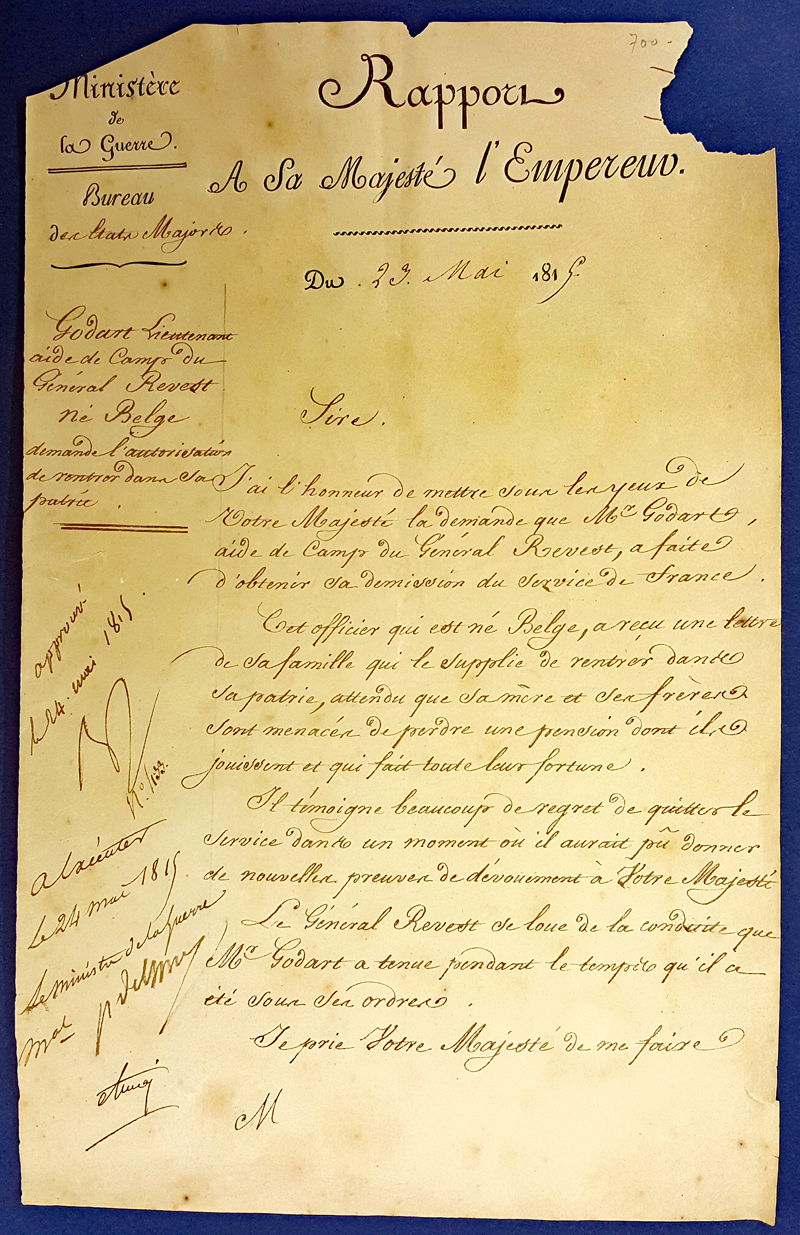 700-
Ministère
de
la Guerre.
Bureau
des Etats Majors.
Rapport
A Sa Majesté l'Empereur.
Du 23. Mai 1815.
Godart Lieutenant
aide de Camp du
Général Revest
né Belge
demande l'autorisation
de rentrer dans sa
patrie.
Sire.
J'ai l'honneur de mettre sous les yeux de
Votre Majesté la demande que Mr Godart,
aide de Camp du Général Revest, a faite
d'obtenir sa demission du service de France.
Cet officier qui est né Belge, a reçu une lettre
de sa famille qui le supplie de rentrer dans
sa patrie, attendu que sa mère et ses frères
sont menacés de perdre une pension dont ils
jouissent et qui fait toute leur fortune.
Il témoigne beaucoup de regret de quitter le
service dans un moment où il aurait pû donner
de nouvelles preuves de dévouement à Votre Majesté
Le Général Revest se loue de la conduite que
Mr Godart a tenue pendant le temps qu'il a
été sous ses ordres.
Je prie Votre Majesté de me faire
M
approuvé
le 24. mai 1815.
No. 133.
a Exécuter
Le 24 mai 1815
Le ministre de la guerre
Mal